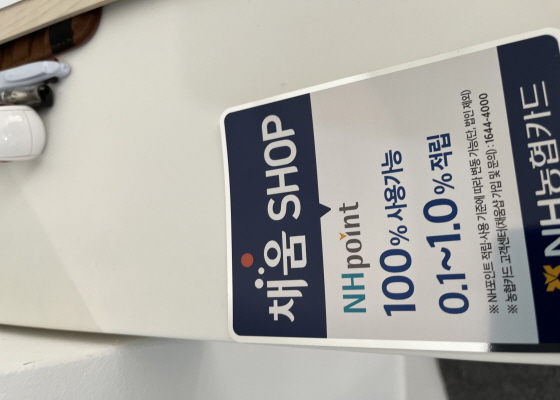 채움 SHOP
NHpoint
100% 사용가능
0.1~1.0% 적립
※ NH포인트 적립·사용 기준에 따라 변동 가능(단, 법인 제외)
※ 농협카드 고객센터(채움샵 가입 및 문의) : 1644-4000
NH농협카드